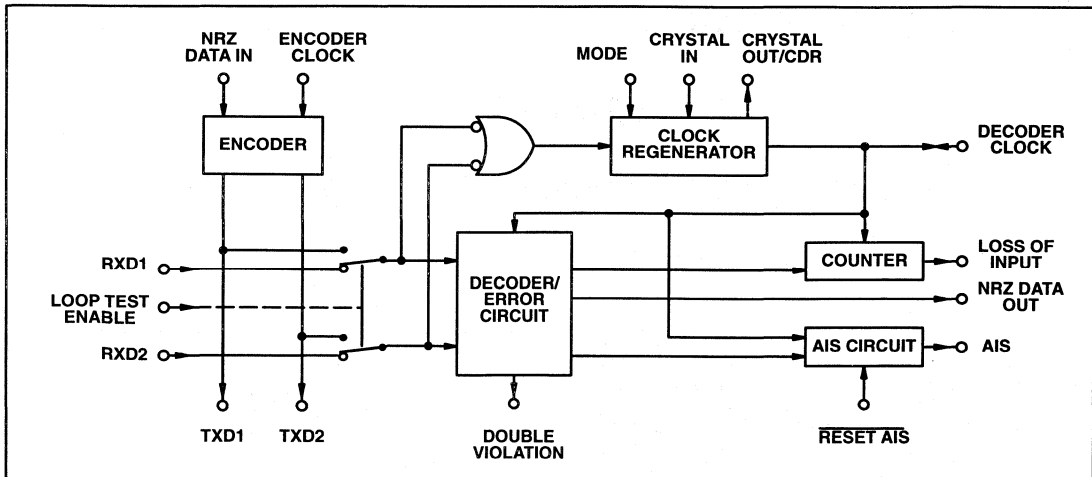 NRZ
DATA IN
ENCODER
CLOCK
MODE
CRYSTAL
IN
CRYSTAL
OUT/CDR
ENCODER
CLOCK
REGENERATOR
DECODER
CLOCK
RXD1
LOOP TEST
ENABLE
RXD2
DECODER/
ERROR
CIRCUIT
COUNTER
LOSS OF
INPUT
NRZ DATA
OUT
AIS CIRCUIT
AIS
TXD1
TXD2
DOUBLE
VIOLATION
RESET AIS